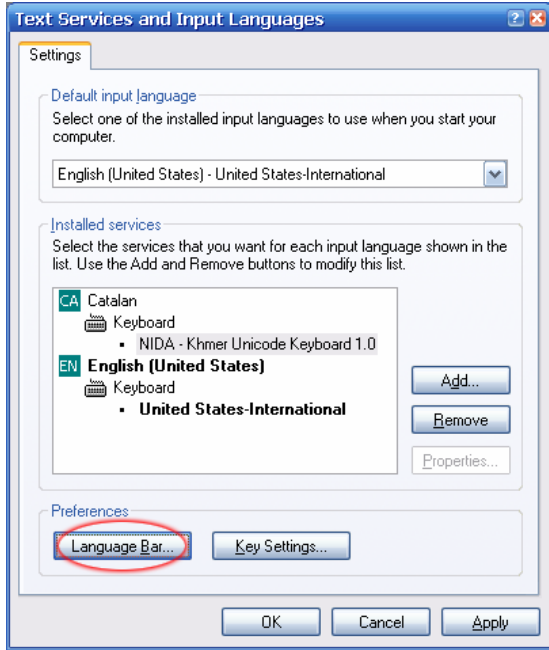 Text Services and Input Languages
Settings
Default input language
Select one of the installed input languages to use when you start your
computer.
English (United States) - United States-International
Installed services
Select the services that you want for each input language shown in the
list. Use the Add and Remove buttons to modify this list.
CA Catalan
Keyboard
• NIDA - Khmer Unicode Keyboard 1.0
EN English (United States)
Keyboard
• United States-International
Add...
Remove
Properties...
Preferences
Language Bar... Key Settings...
OK Cancel Apply